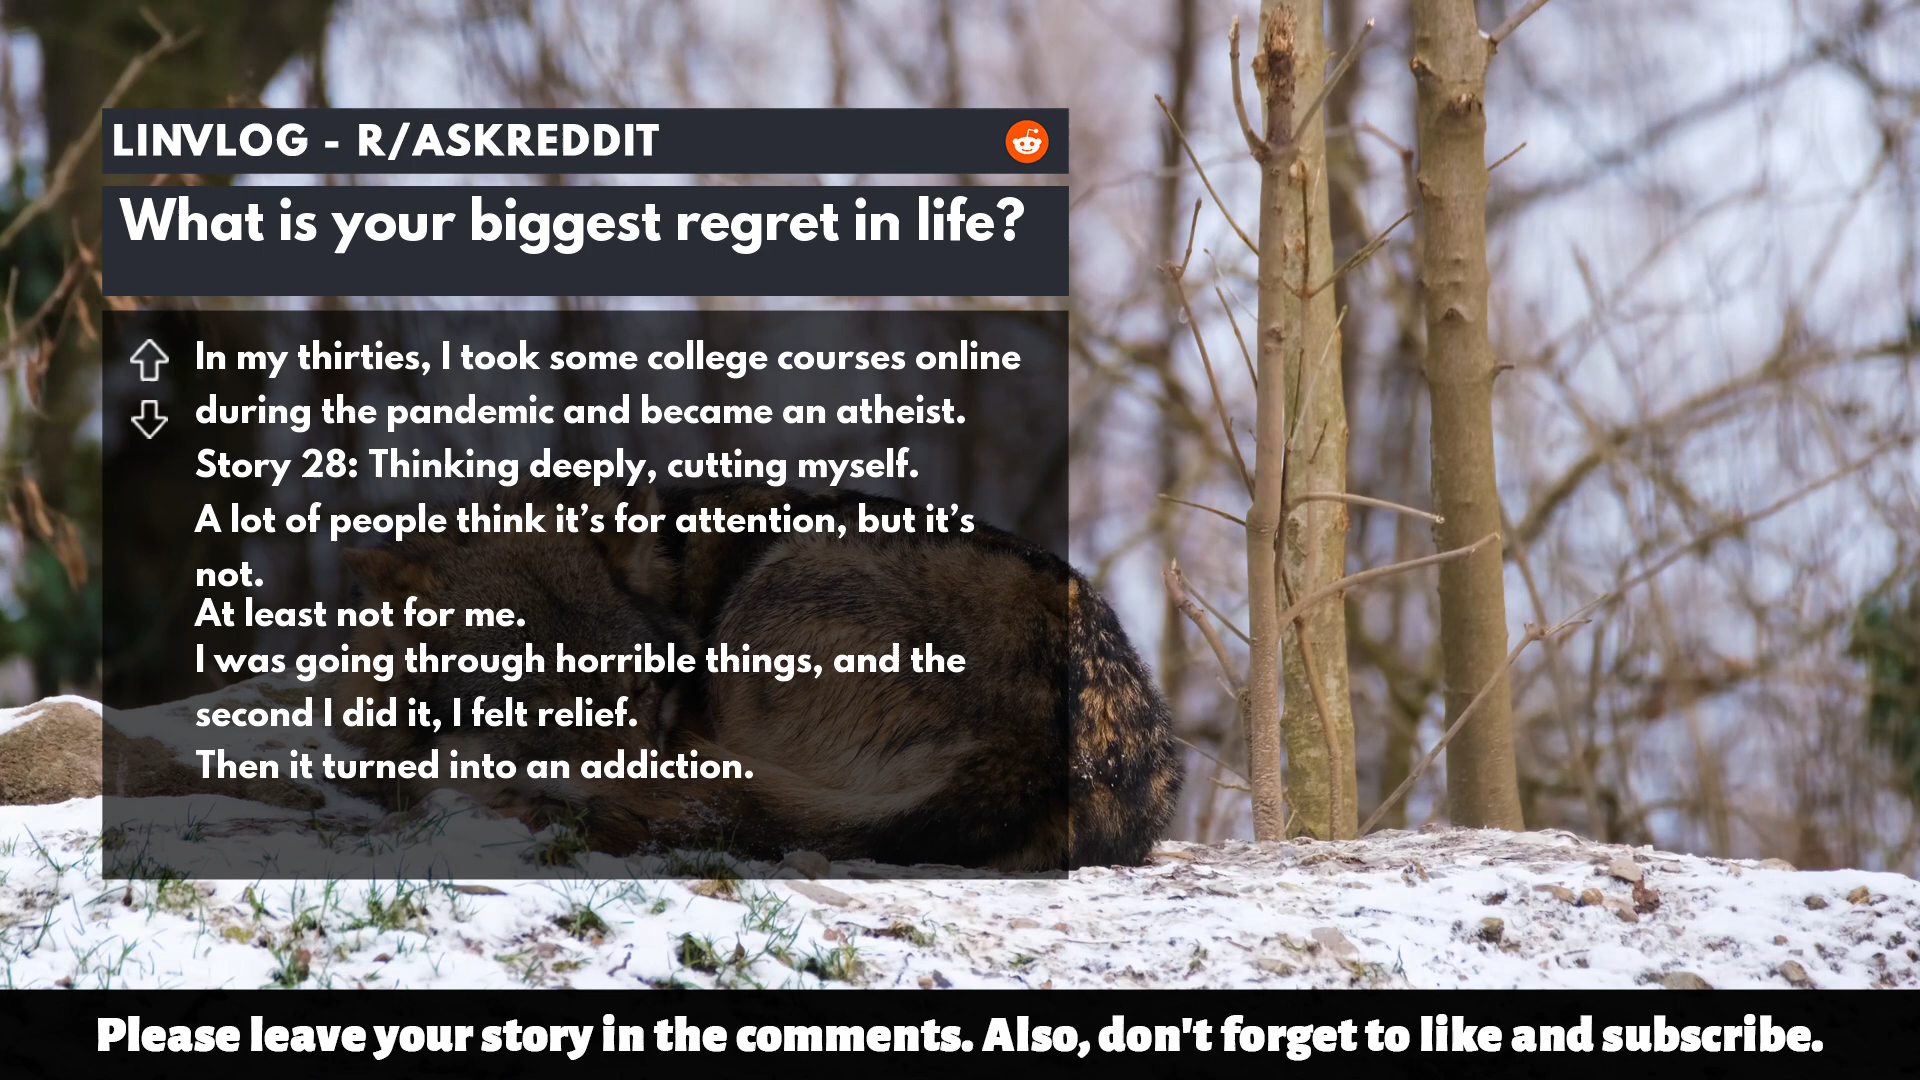 LINVLOG - R/ASKREDDIT
What is your biggest regret in life?
In my thirties, I took some college courses online
during the pandemic and became an atheist.
Story 28: Thinking deeply, cutting myself.
A lot of people think it’s for attention, but it’s
not.
At least not for me.
I was going through horrible things, and the
second I did it, I felt relief.
Then it turned into an addiction.
Please leave your story in the comments. Also, don't forget to like and subscribe.